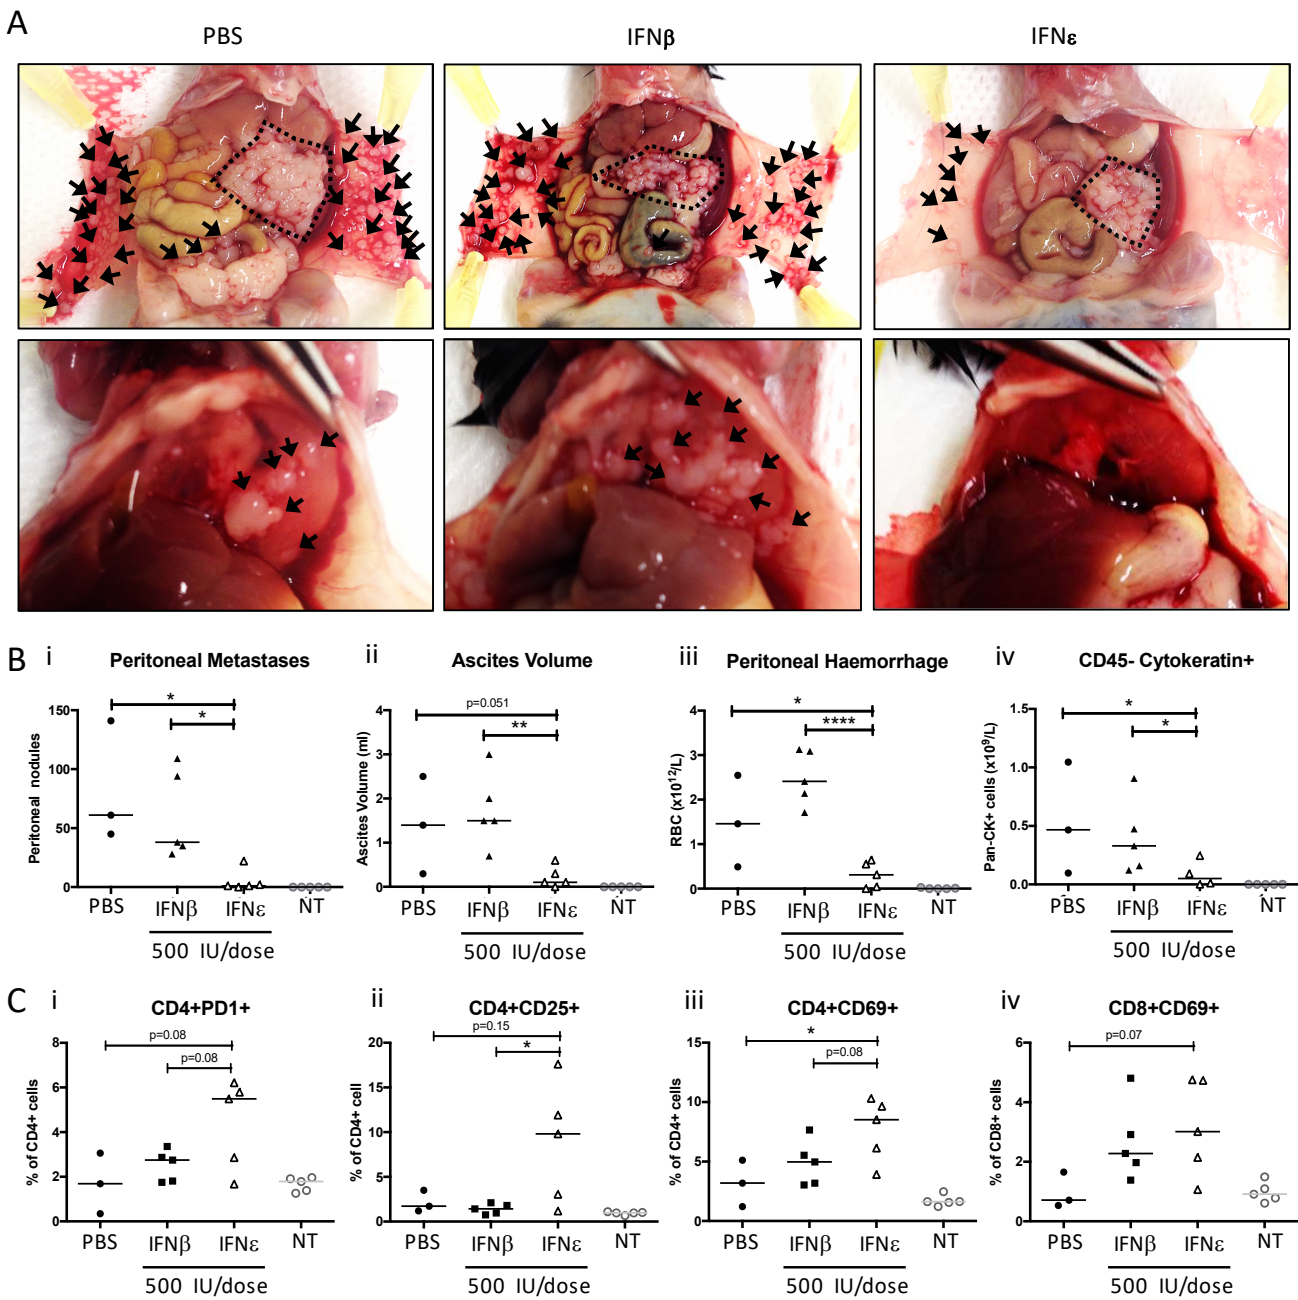 A
PBS
IFNβ
IFNε
B
i
Peritoneal Metastases
*
*
150
100
50
0
Peritoneal nodules
PBS
IFNβ
IFNε
NT
500 IU/dose
ii
Ascites Volume
p=0.051
**
4
3
2
1
0
Ascites Volume (ml)
PBS
IFNβ
IFNε
NT
500 IU/dose
iii
Peritoneal Haemorrhage
*
****
4
3
2
1
0
RBC (x10¹²/L)
PBS
IFNβ
IFNε
NT
500 IU/dose
iv
CD45- Cytokeratin+
*
*
1.5
1.0
0.5
0.0
Pan-CK+ cells (x10⁹/L)
PBS
IFNβ
IFNε
NT
500 IU/dose
C
i
CD4+PD1+
p=0.08
p=0.08
8
6
4
2
0
% of CD4+ cells
PBS
IFNβ
IFNε
NT
500 IU/dose
ii
CD4+CD25+
p=0.15
*
20
15
10
5
0
% of CD4+ cell
PBS
IFNβ
IFNε
NT
500 IU/dose
iii
CD4+CD69+
*
p=0.08
15
10
5
0
% of CD4+ cells
PBS
IFNβ
IFNε
NT
500 IU/dose
iv
CD8+CD69+
p=0.07
6
4
2
0
% of CD8+ cells
PBS
IFNβ
IFNε
NT
500 IU/dose